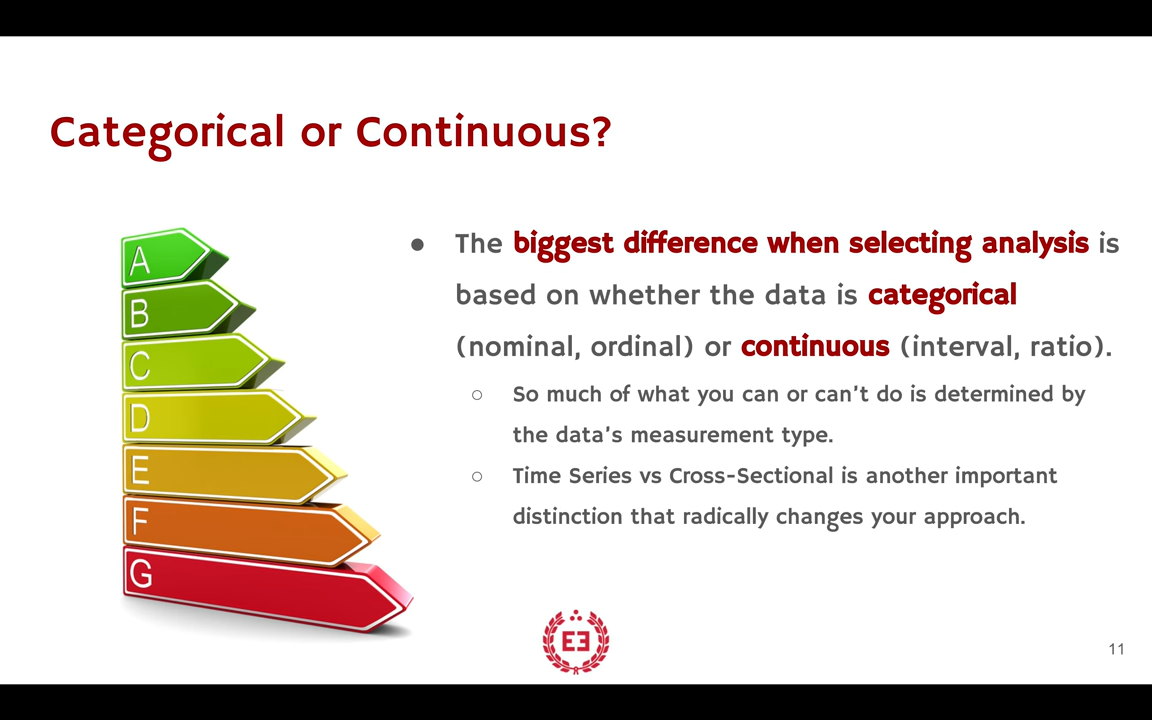 Categorical or Continuous?
A
B
C
D
E
F
G
● The biggest difference when selecting analysis is
based on whether the data is categorical
(nominal, ordinal) or continuous (interval, ratio).
○ So much of what you can or can't do is determined by
the data's measurement type.
○ Time Series vs Cross-Sectional is another important
distinction that radically changes your approach.
EE
11